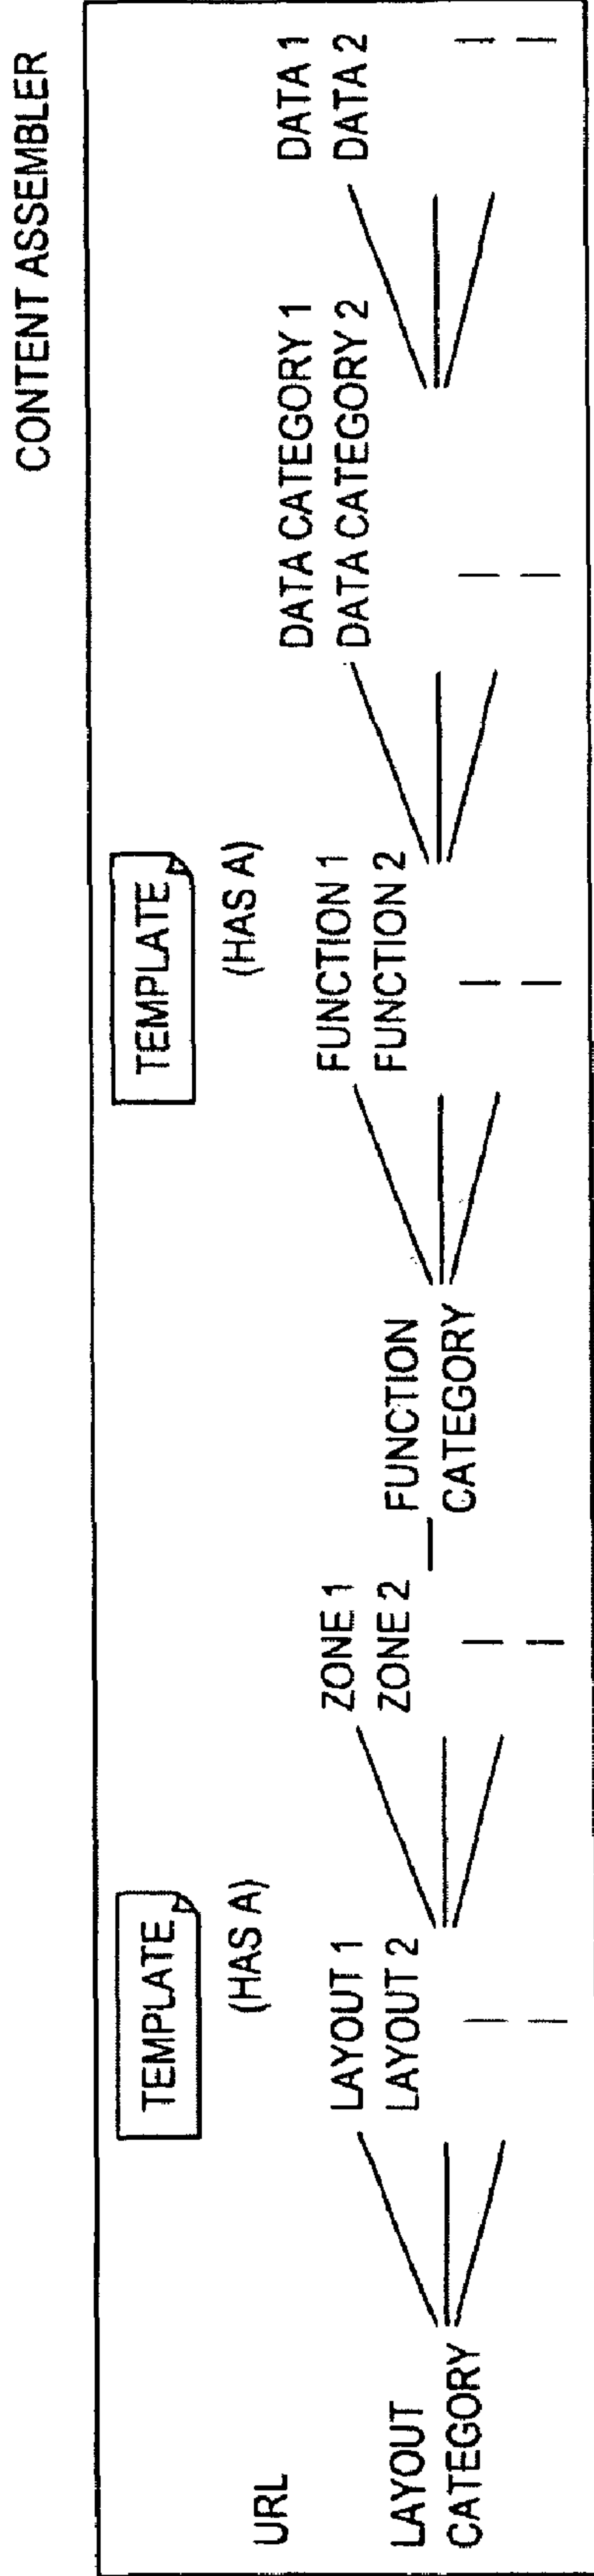 CONTENT ASSEMBLER
URL
LAYOUT
CATEGORY
TEMPLATE
(HAS A)
LAYOUT 1
LAYOUT 2
ZONE 1
ZONE 2
FUNCTION
CATEGORY
TEMPLATE
(HAS A)
FUNCTION 1
FUNCTION 2
DATA CATEGORY 1
DATA CATEGORY 2
DATA 1
DATA 2